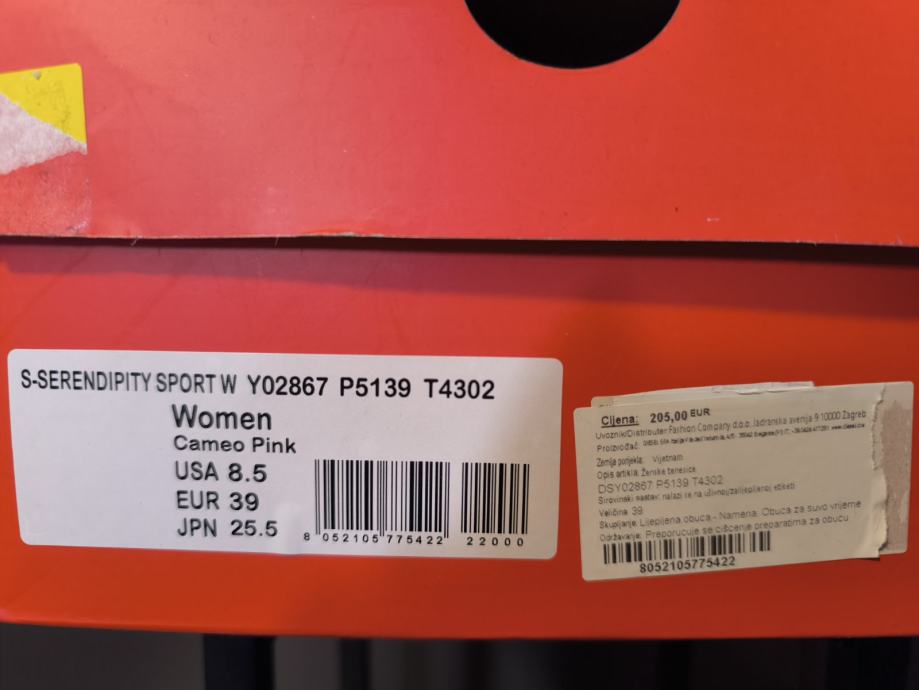 S-SERENDIPITY SPORT W Y02867 P5139 T4302
Women
Cameo Pink
USA 8.5
EUR 39
JPN 25.5
8 052105 775422 22000
Cijena: 205,00 EUR
Uvoznik/Distributer Fashion Company d.o.o. Jadranska avenija 9 10000 Zagreb
Proizvođač:
Zemlja porijekla: Vijetnam
Opis artikla: Ženske tenisice
DSY02867 P5139 T4302
Sirovinski sastav: nalazi se na ušivnoj/zalijepljenoj etiketi
Veličina 39
Skupljanje: Lijepljena obuća - Namena: Obuća za suvo vrijeme
Održavanje: Preporučuje se čišćenje preparatima za obuću
8052105775422